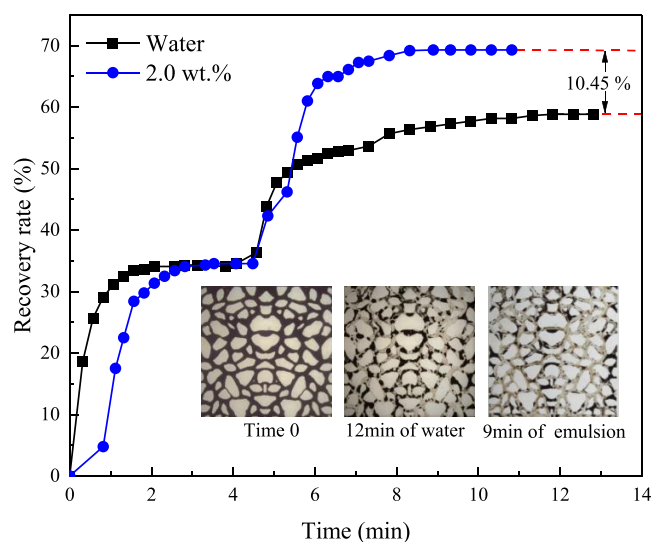 Water
2.0 wt.%
10.45 %
Recovery rate (%)
70
60
50
40
30
20
10
0
Time 0
12min of water
9min of emulsion
0
2
4
6
8
10
12
14
Time (min)